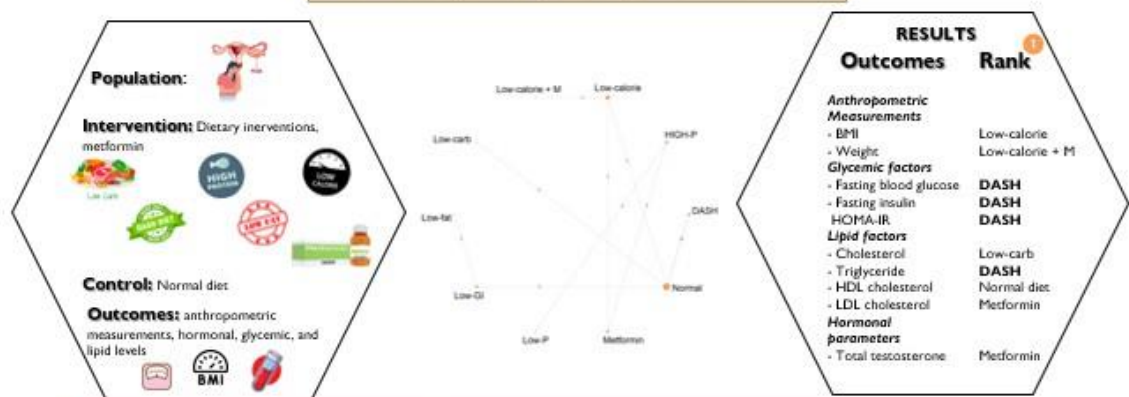 Population:
Intervention: Dietary inerventions,
metformin
Low carb
HIGH
PROTEIN
LOW
CALORIE
DASH DIET
LOW DIET
Control: Normal diet
Outcomes: anthropometric
measurements, hormonal, glycemic, and
lipid levels
BMI
Low-calorie + M
Low-calorie
Low-carb
HIGH-P
Low-fat
DASH
Low-GI
Normal
Low-P
Metformin
RESULTS
1
Outcomes Rank
Anthropometric
Measurements
- BMI Low-calorie
- Weight Low-calorie + M
Glycemic factors
- Fasting blood glucose DASH
- Fasting insulin DASH
HOMA-IR DASH
Lipid factors
- Cholesterol Low-carb
- Triglyceride DASH
- HDL cholesterol Normal diet
- LDL cholesterol Metformin
Hormonal
parameters
- Total testosterone Metformin